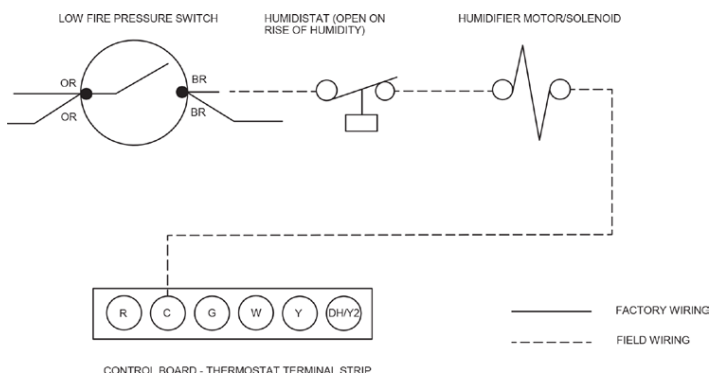 LOW FIRE PRESSURE SWITCH
HUMIDISTAT (OPEN ON
RISE OF HUMIDITY)
HUMIDIFIER MOTOR/SOLENOID
OR
BR
OR
BR
R
C
G
W
Y
DH/Y2
FACTORY WIRING
FIELD WIRING
CONTROL BOARD - THERMOSTAT TERMINAL STRIP